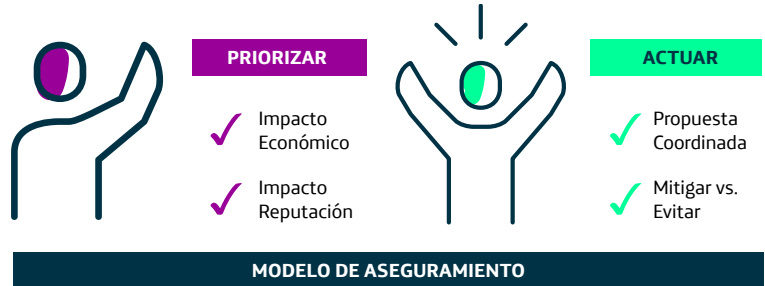 PRIORIZAR
Impacto
Económico
Impacto
Reputación
ACTUAR
Propuesta
Coordinada
Mitigar vs.
Evitar
MODELO DE ASEGURAMIENTO